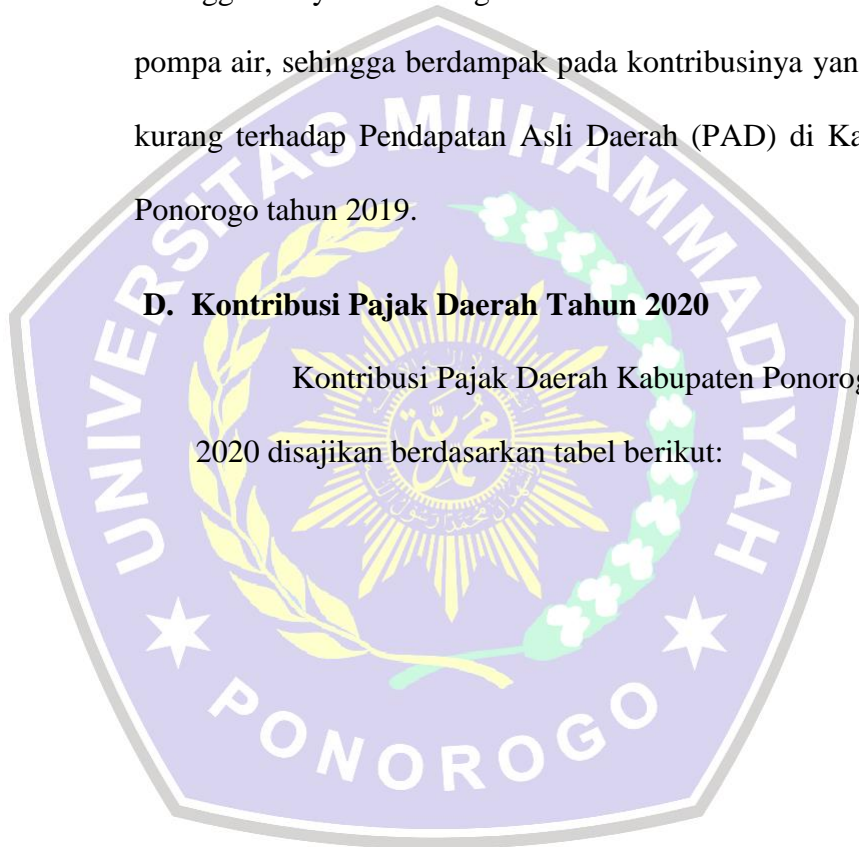 pompa air, sehingga berdampak pada kontribusinya yan
kurang terhadap Pendapatan Asli Daerah (PAD) di Ka
Ponorogo tahun 2019.
D. Kontribusi Pajak Daerah Tahun 2020
Kontribusi Pajak Daerah Kabupaten Ponorog
2020 disajikan berdasarkan tabel berikut:
UNIVERSITAS MUHAMMADIYAH
PONOROGO